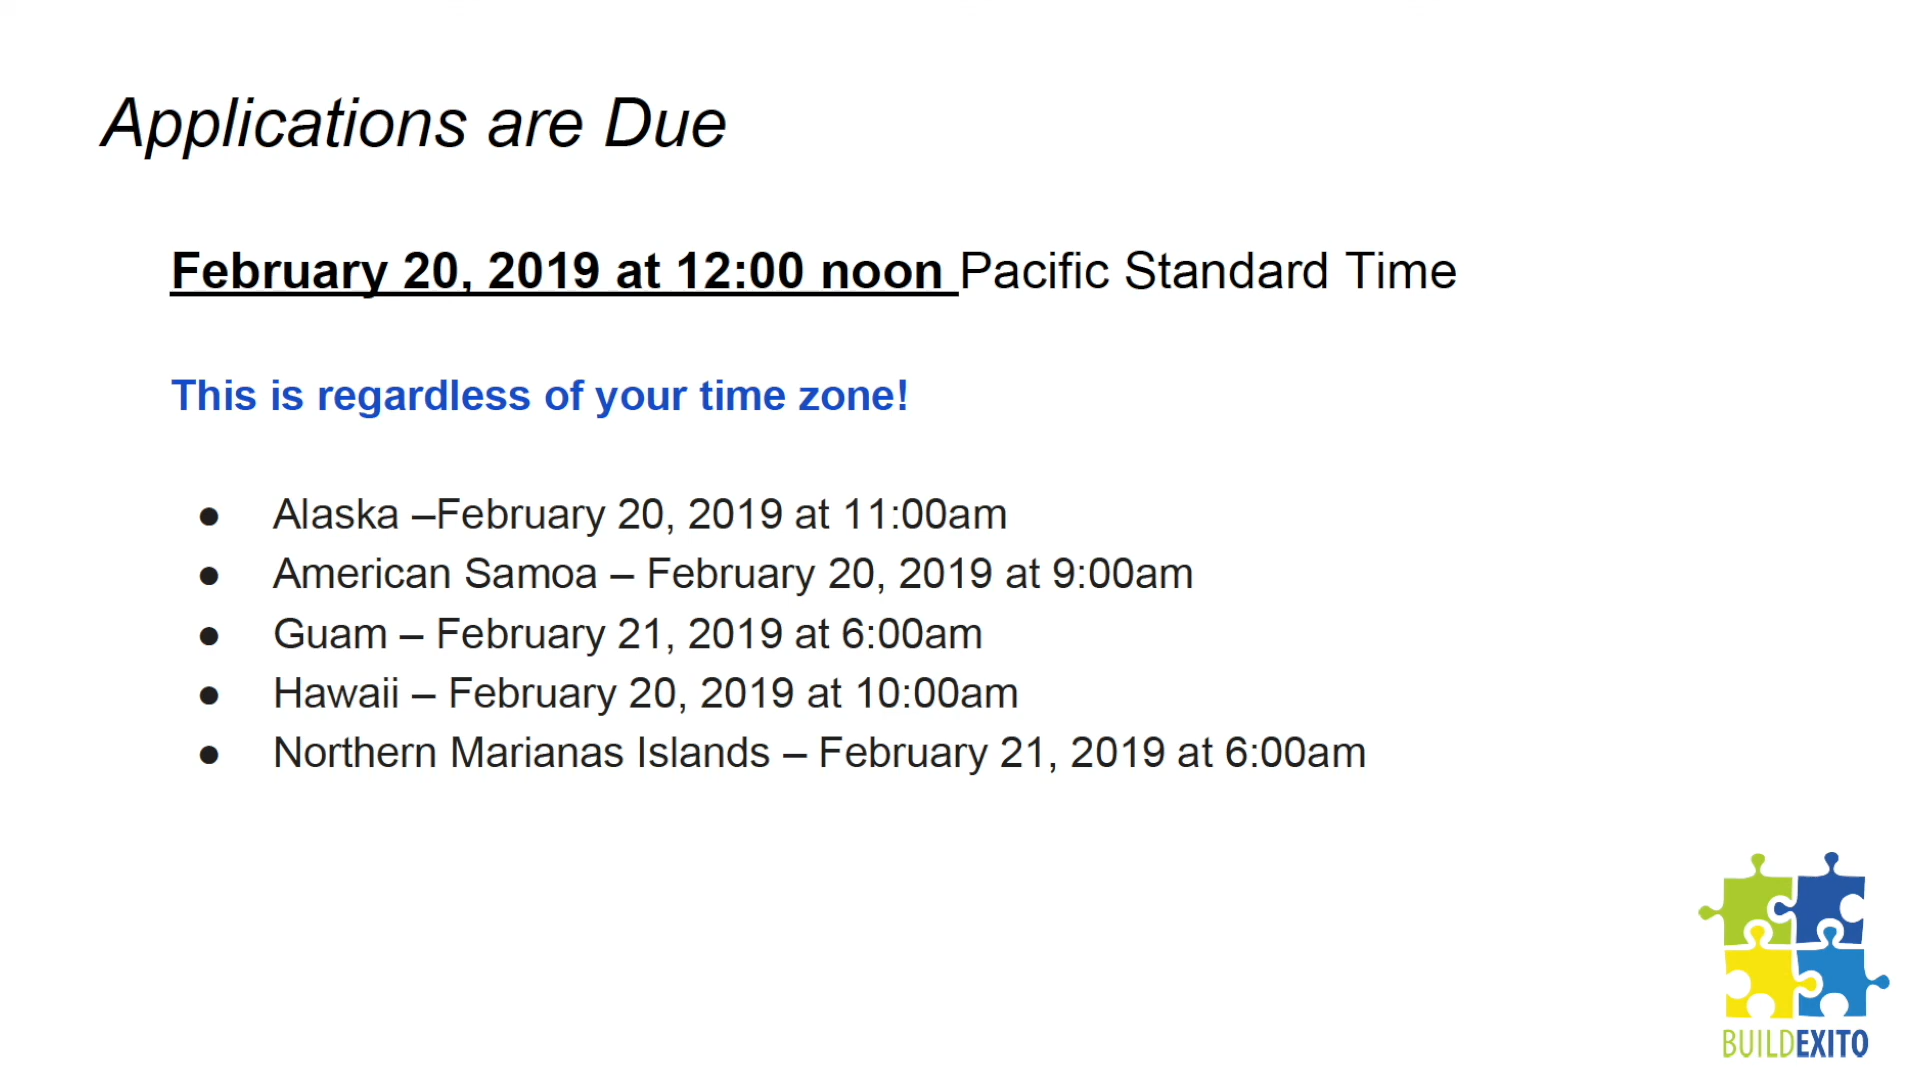 Applications are Due
February 20, 2019 at 12:00 noon Pacific Standard Time
This is regardless of your time zone!
● Alaska –February 20, 2019 at 11:00am
● American Samoa – February 20, 2019 at 9:00am
● Guam – February 21, 2019 at 6:00am
● Hawaii – February 20, 2019 at 10:00am
● Northern Marianas Islands – February 21, 2019 at 6:00am
BUILDEXITO